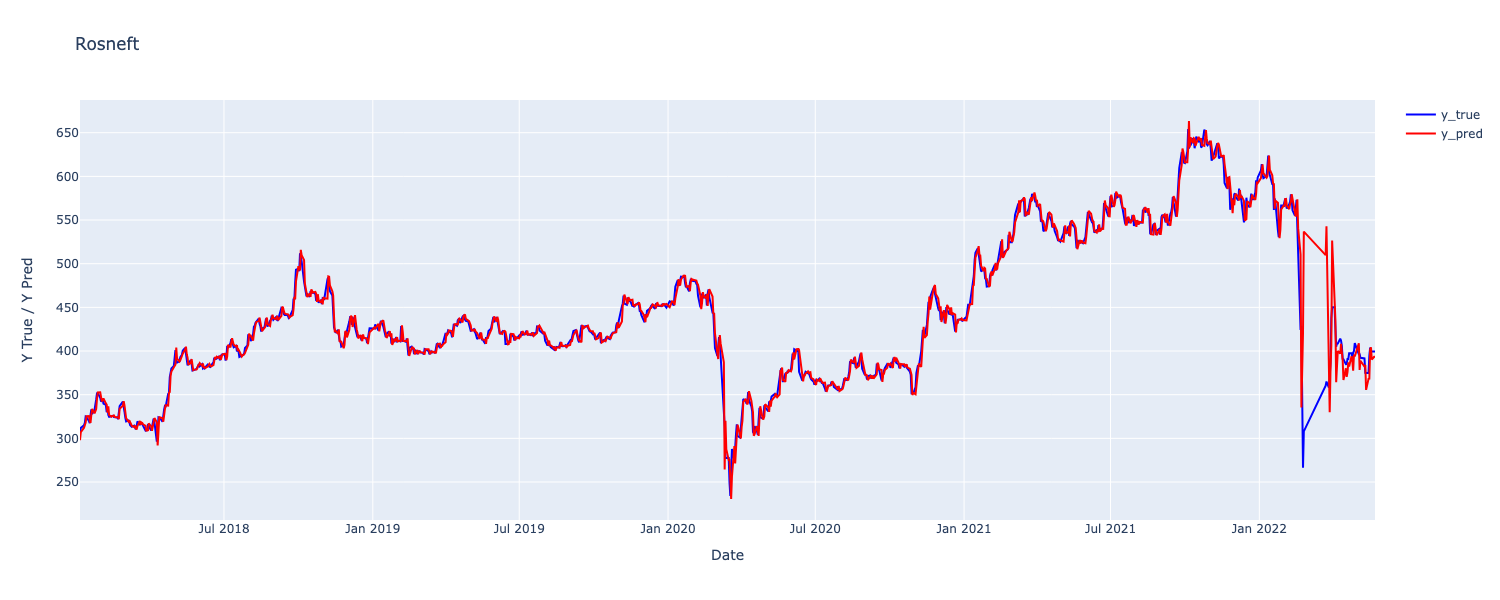 Rosneft
y_true
y_pred
Y True / Y Pred
650
600
550
500
450
400
350
300
250
Jul 2018
Jan 2019
Jul 2019
Jan 2020
Jul 2020
Jan 2021
Jul 2021
Jan 2022
Date